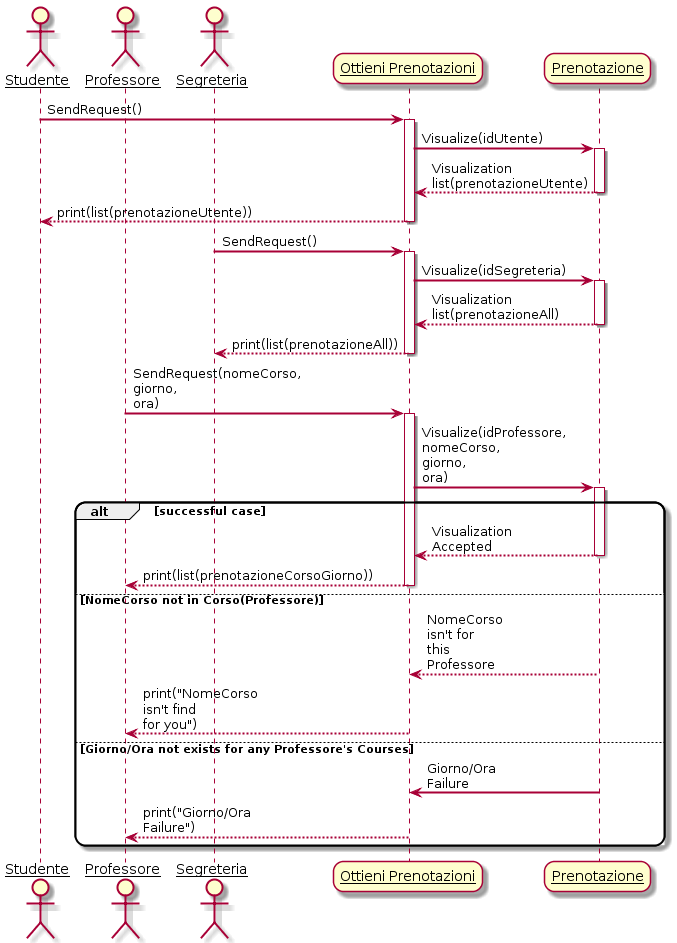 Studente Professore Segreteria Ottieni Prenotazioni Prenotazione
SendRequest()
Visualize(idUtente)
Visualization
list(prenotazioneUtente)
print(list(prenotazioneUtente))
SendRequest()
Visualize(idSegreteria)
Visualization
list(prenotazioneAll)
print(list(prenotazioneAll))
SendRequest(nomeCorso,
giorno,
ora)
Visualize(idProfessore,
nomeCorso,
giorno,
ora)
alt [successful case]
Visualization
Accepted
print(list(prenotazioneCorsoGiorno))
[NomeCorso not in Corso(Professore)]
NomeCorso
isn't for
this
Professore
print("NomeCorso
isn't find
for you")
[Giorno/Ora not exists for any Professore's Courses]
Giorno/Ora
Failure
print("Giorno/Ora
Failure")
Studente Professore Segreteria Ottieni Prenotazioni Prenotazione